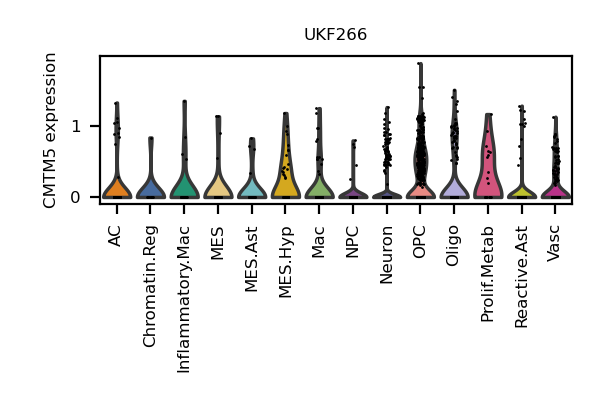 UKF266
CMTM5 expression
1
0
AC
Chromatin.Reg
Inflammatory.Mac
MES
MES.Ast
MES.Hyp
Mac
NPC
Neuron
OPC
Oligo
Prolif.Metab
Reactive.Ast
Vasc